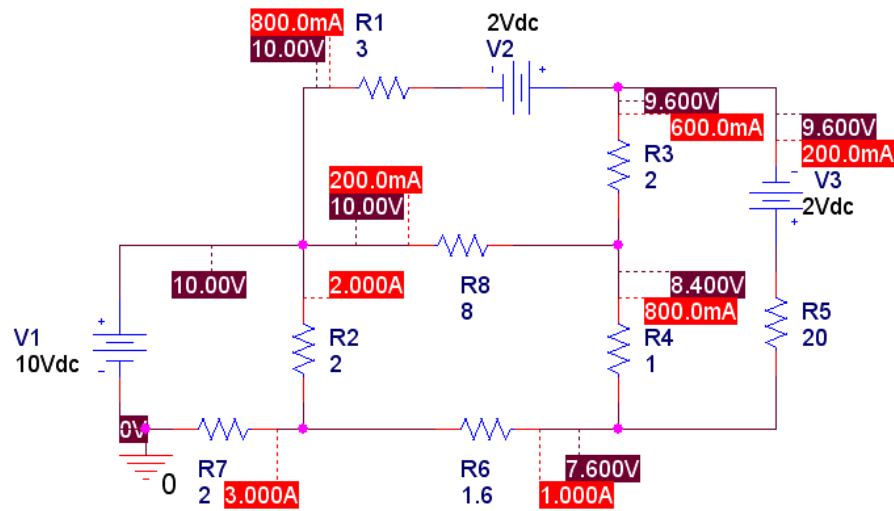 800.0mA
10.00V
R1
3
2Vdc
V2
-
+
9.600V
600.0mA
9.600V
200.0mA
R3
2
-
V3
2Vdc
+
200.0mA
10.00V
10.00V
2.000A
R8
8
8.400V
800.0mA
V1
10Vdc
+
-
R2
2
R4
1
R5
20
0V
0
R7
2
3.000A
R6
1.6
1.000A
7.600V